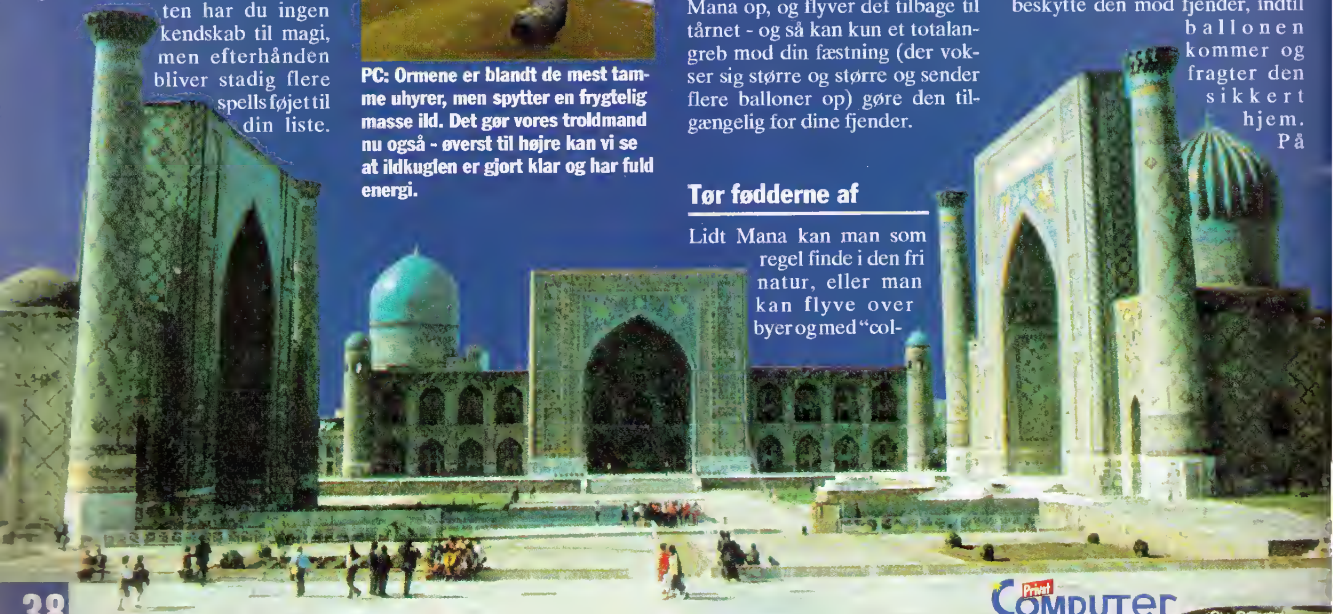 ten har du ingen
kendskab til magi,
men efterhånden
bliver stadig flere
spells føjet til
din liste.
PC: Ormene er blandt de mest tam-
me uhyrer, men spytter en frygtelig
masse ild. Det gør vores troldmand
nu også - øverst til højre kan vi se
at ildkuglen er gjort klar og har fuld
energi.
Mana op, og flyver det tilbage til
tårnet - og så kan kun et totalan-
greb mod din fæstning (der vok-
ser sig større og større og sender
flere balloner op) gøre den til-
gængelig for dine fjender.
Tør fødderne af
Lidt Mana kan man som
regel finde i den fri
natur, eller man
kan flyve over
byer og med “col-
beskytte den mod fjender, indtil
ballonen
kommer og
fragter den
sikkert
hjem.
På
38
Privat
COMPUTER